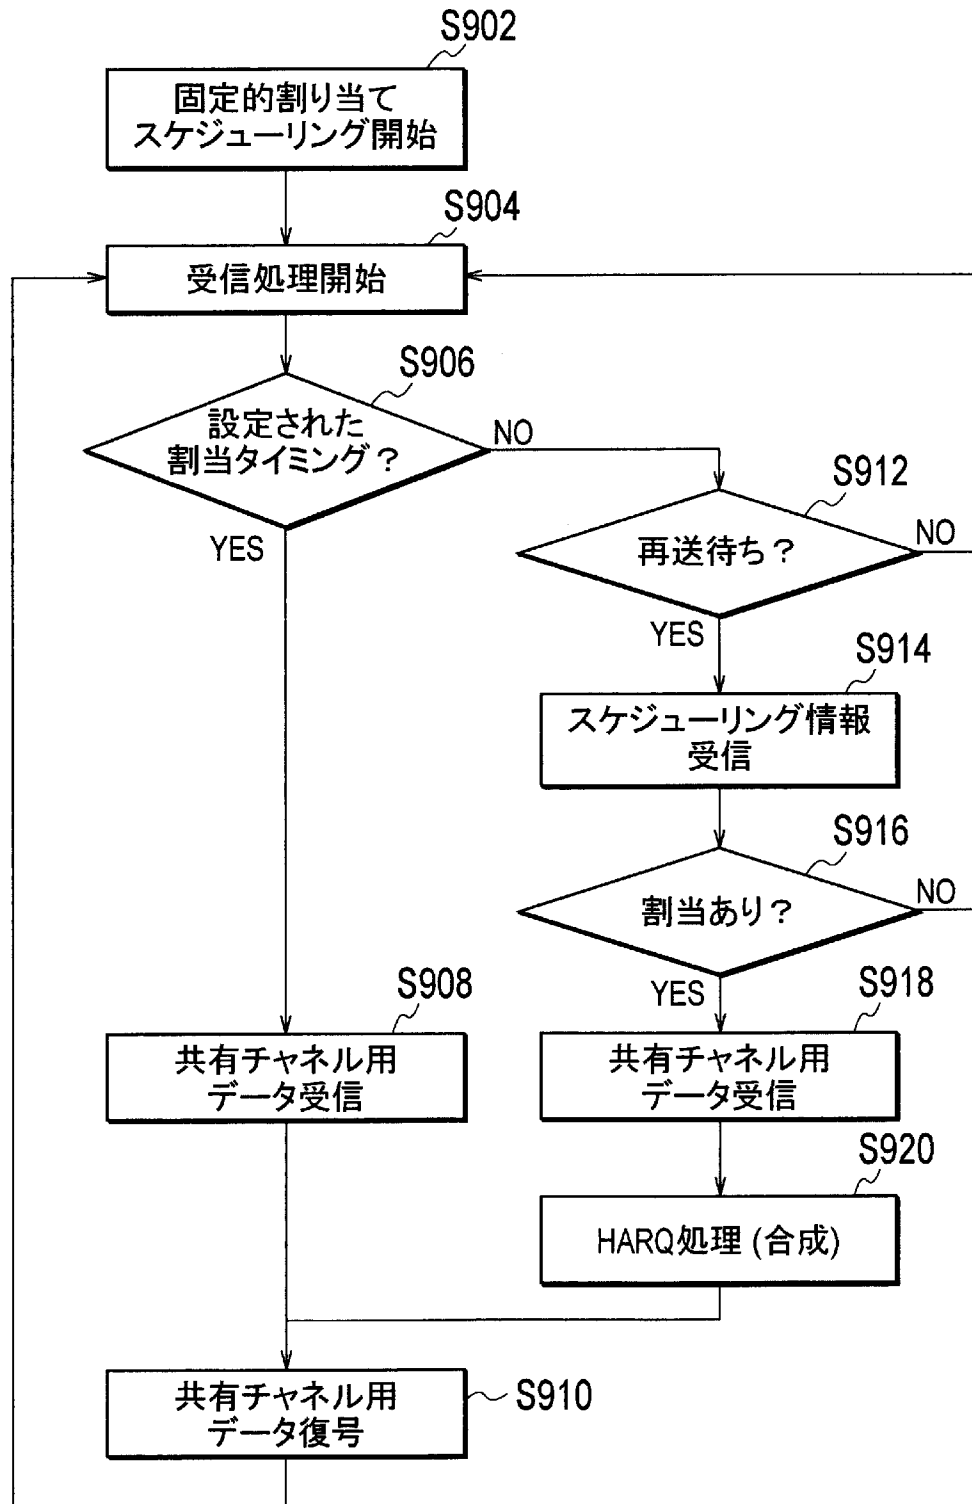 S902
固定的割り当て
スケジューリング開始
S904
受信処理開始
S906
設定された
割当タイミング？
NO
YES
S912
再送待ち？
NO
YES
S914
スケジューリング情報
受信
S916
割当あり？
NO
YES
S908
共有チャネル用
データ受信
S918
共有チャネル用
データ受信
S920
HARQ処理 (合成)
共有チャネル用
データ復号
S910